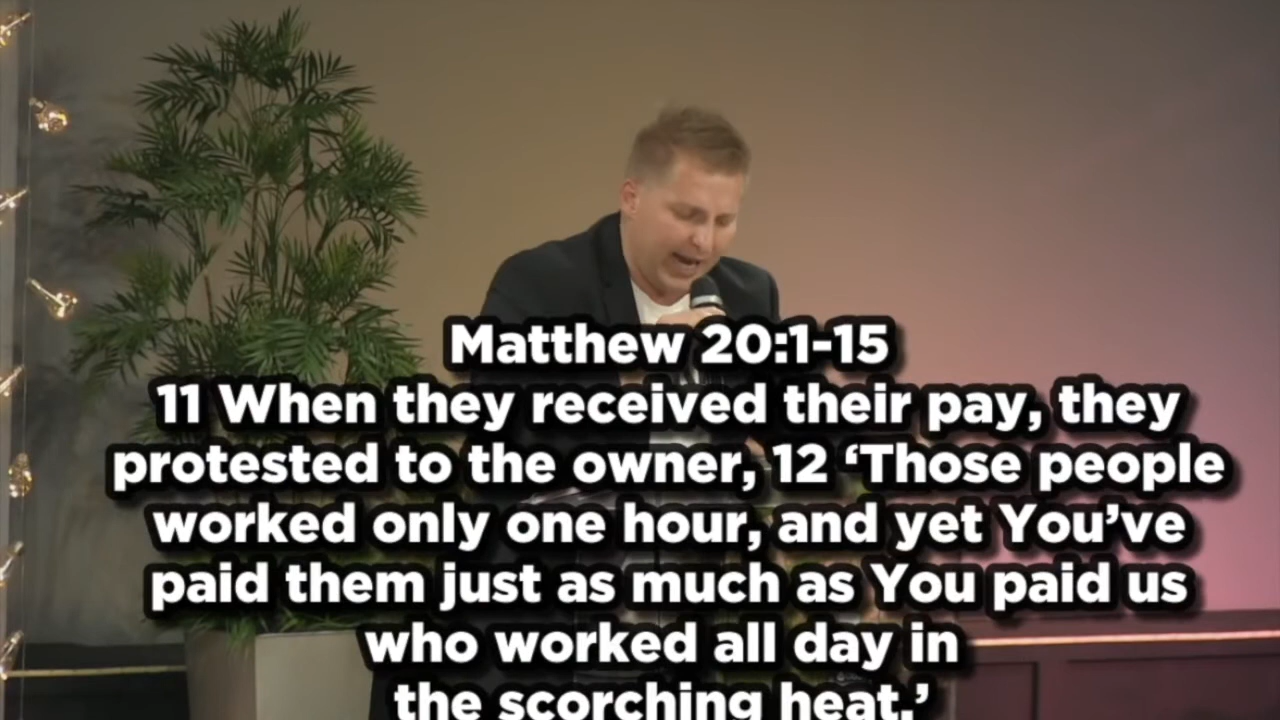 Matthew 20:1-15
11 When they received their pay, they
protested to the owner, 12 ‘Those people
worked only one hour, and yet You’ve
paid them just as much as You paid us
who worked all day in
the scorching heat.’